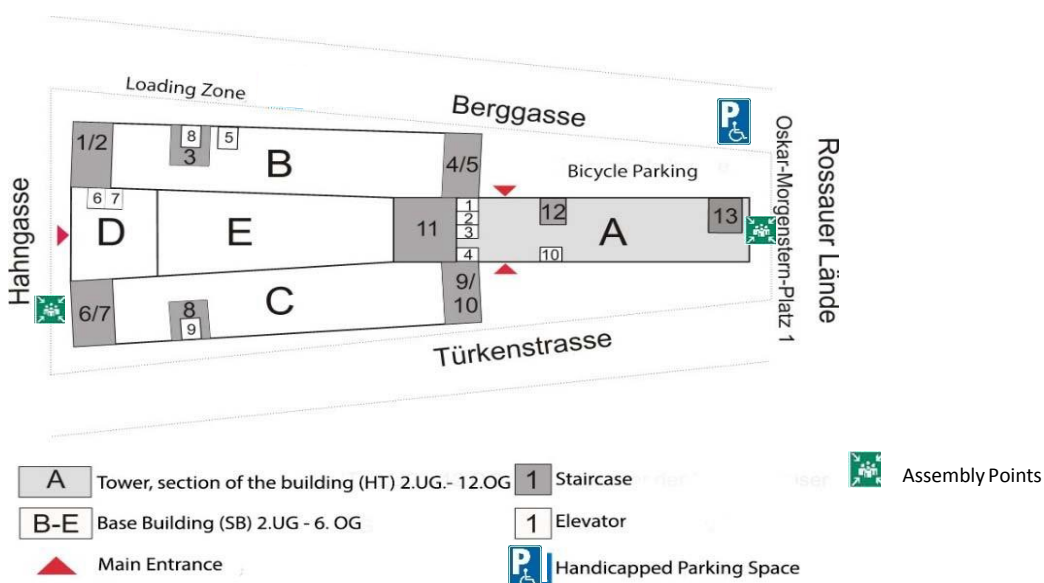 Loading Zone
Berggasse
Oskar-Morgenstern-Platz 1
Rossauer Lände
Hahngasse
Bicycle Parking
1/2
8
3
5
B
4/5
6 7
D
E
11
1
2
3
4
12
10
A
13
6/7
8
9
C
9/
10
Türkenstrasse
P
A Tower, section of the building (HT) 2.UG.- 12.OG
B-E Base Building (SB) 2.UG - 6. OG
Main Entrance
1 Staircase
1 Elevator
P Handicapped Parking Space
Assembly Points